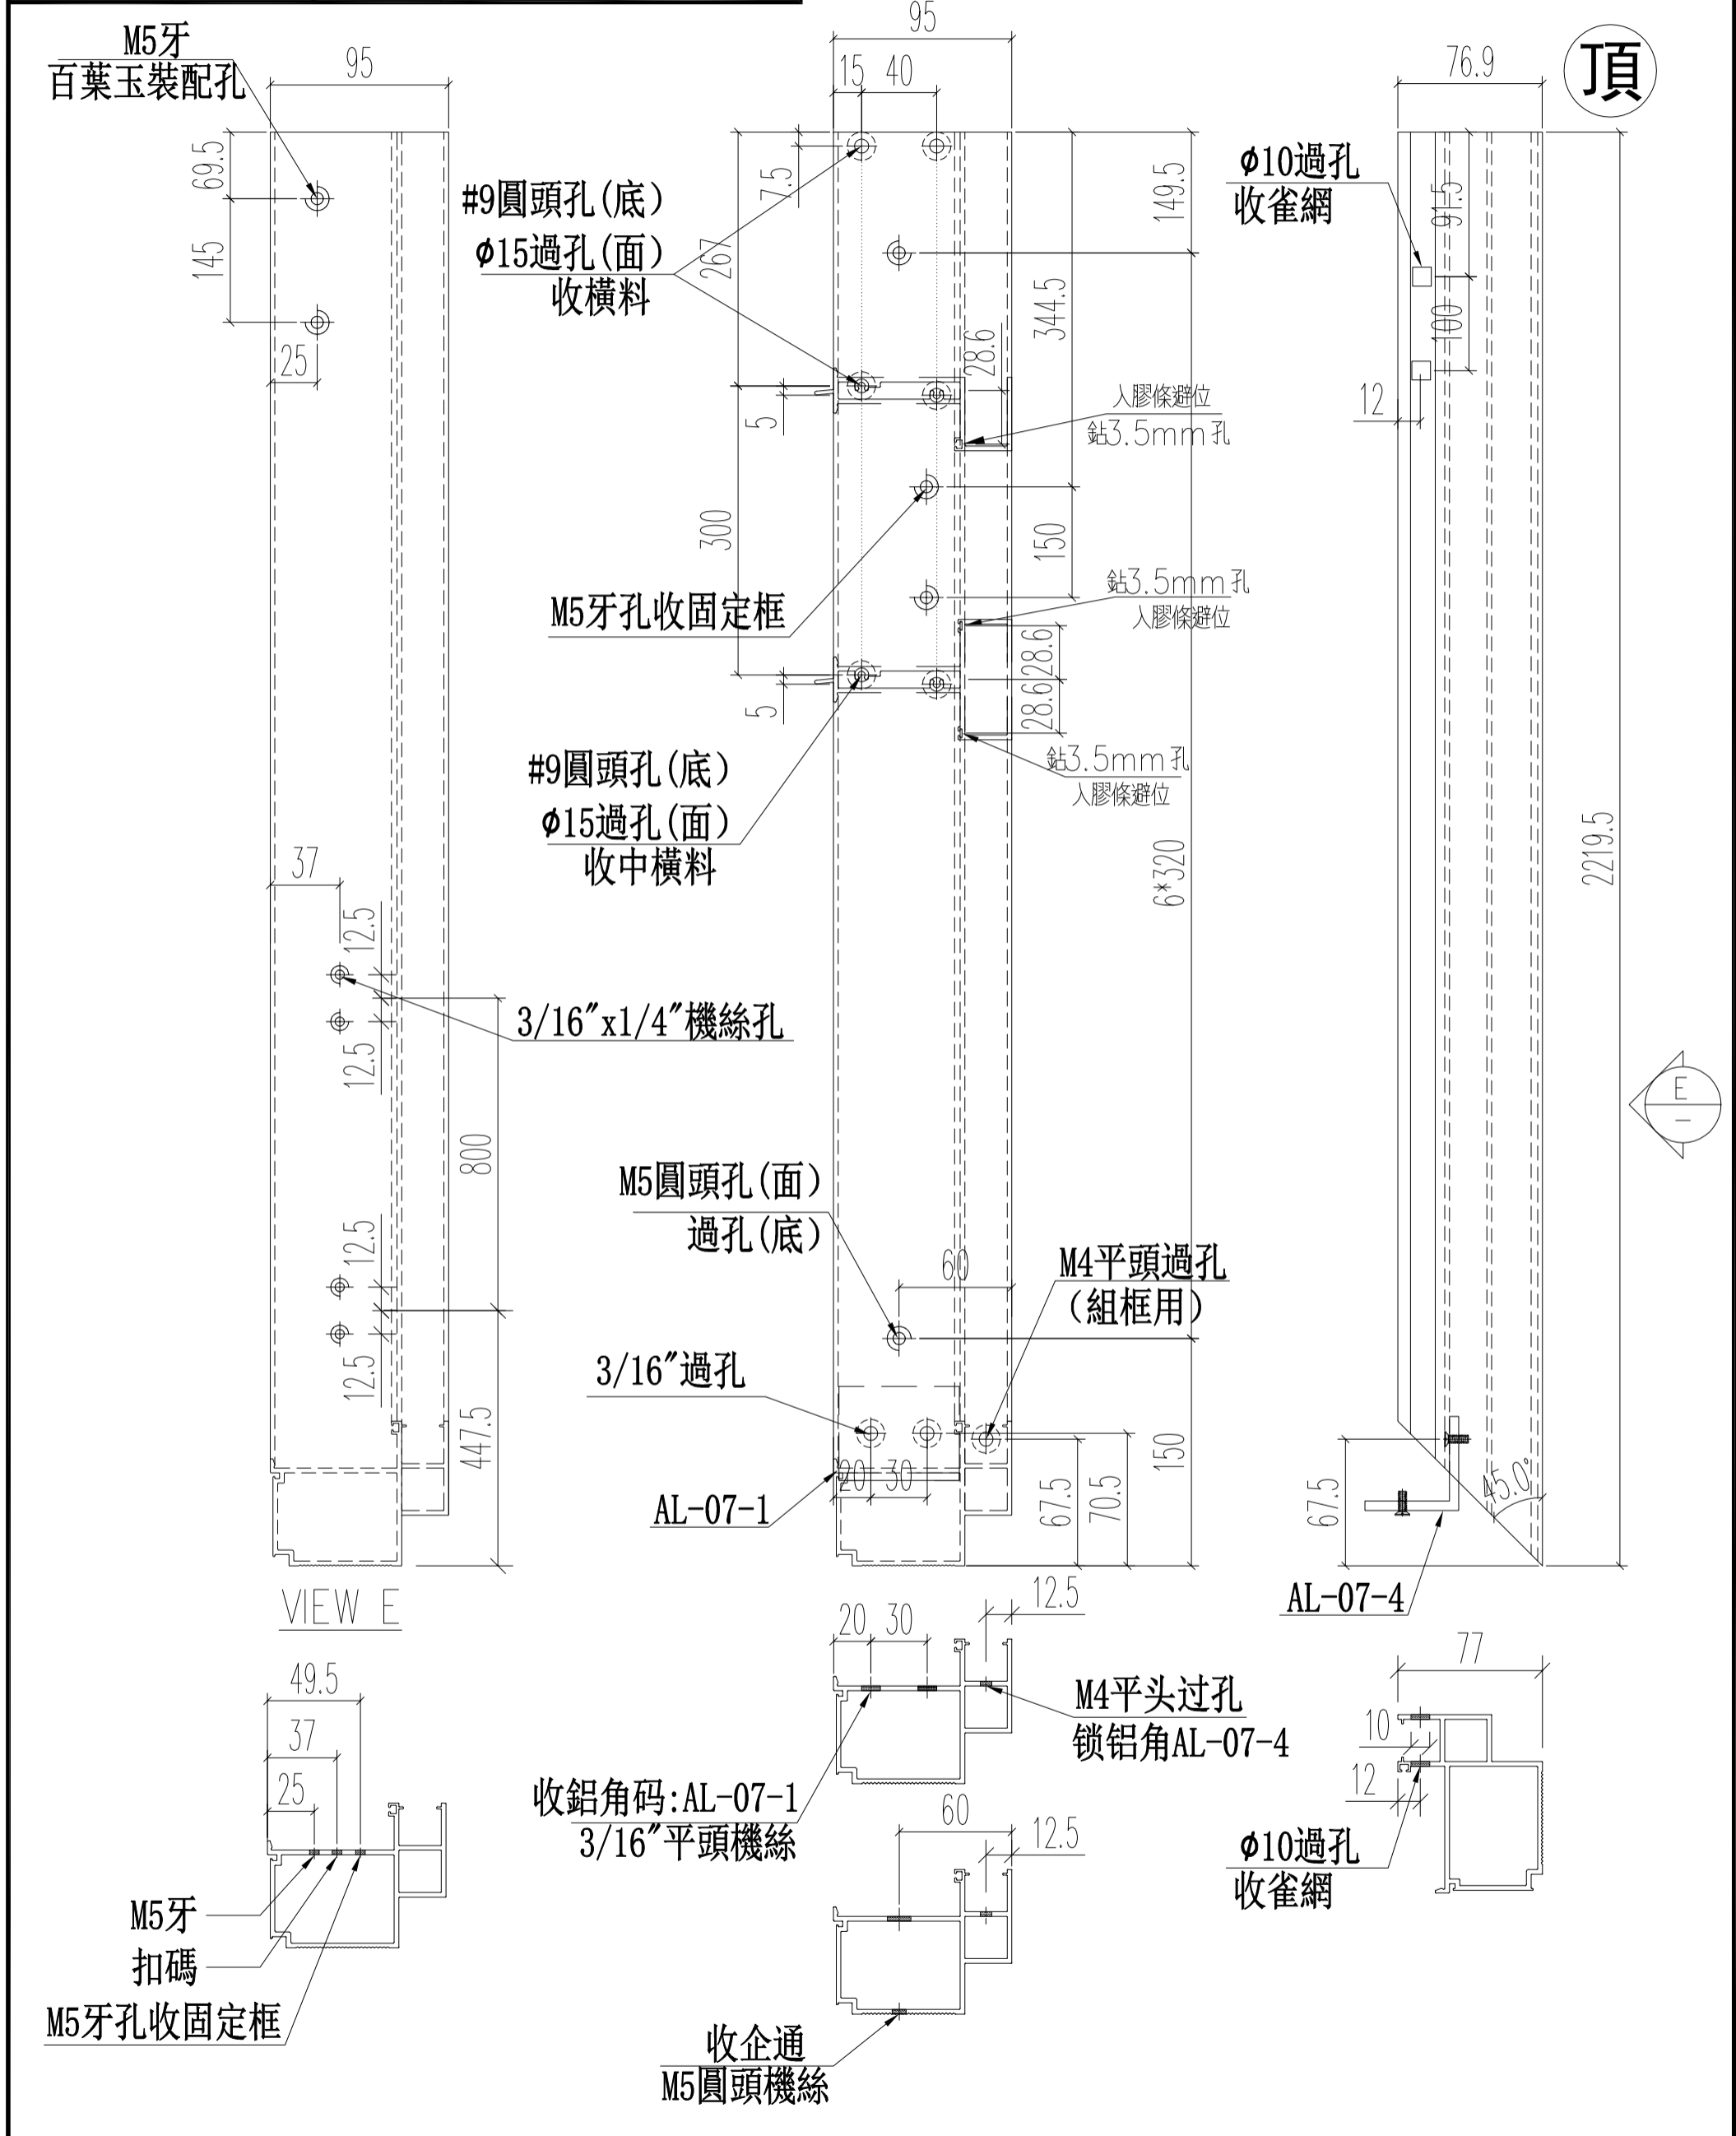 M5牙
百葉玉裝配孔
95
69.5
145
25
37
12.5
12.5
3/16"x1/4"機絲孔
800
12.5
12.5
447.5
VIEW E
49.5
37
25
M5牙
扣碼
M5牙孔收固定框
95
15
40
7.5
267
#9圓頭孔(底)
ϕ15過孔(面)
收橫料
149.5
344.5
28.6
5
入膠條避位
鉆3.5mm孔
300
150
M5牙孔收固定框
鉆3.5mm孔
入膠條避位
28.6
28.6
5
鉆3.5mm孔
入膠條避位
#9圓頭孔(底)
ϕ15過孔(面)
收中橫料
6*320
M5圓頭孔(面)
過孔(底)
60
M4平頭過孔
(組框用)
3/16"過孔
20
30
AL-07-1
67.5
70.5
150
20
30
12.5
M4平头过孔
锁铝角AL-07-4
收鋁角码:AL-07-1
3/16"平頭機絲
60
12.5
收企通
M5圓頭機絲
頂
76.9
ϕ10過孔
收雀網
91.5
100
12
2219.5
E
–
67.5
45.0°
AL-07-4
77
10
12
ϕ10過孔
收雀網